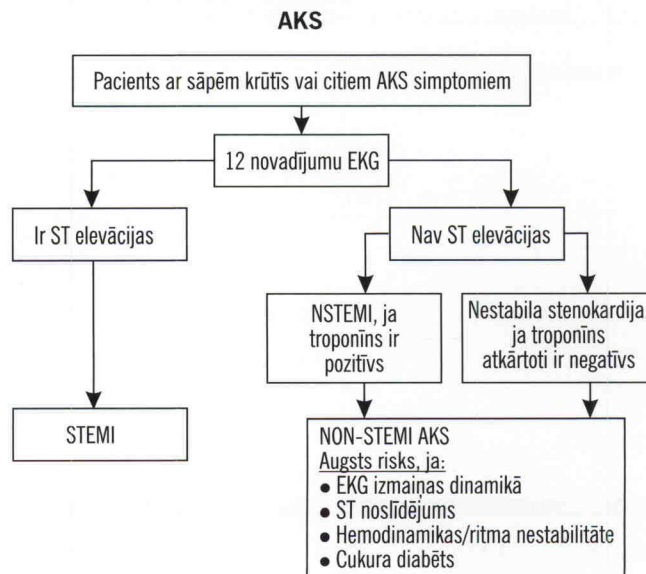 AKS
Pacients ar sāpēm krūtīs vai citiem AKS simptomiem
12 novadījumu EKG
Ir ST elevācijas
Nav ST elevācijas
NSTEMI, ja
troponīns ir
pozitīvs
Nestabila stenokardija
ja troponīns
atkārtoti ir negatīvs
STEMI
NON-STEMI AKS
Augsts risks, ja:
● EKG izmaiņas dinamikā
● ST noslīdējums
● Hemodinamikas/ritma nestabilitāte
● Cukura diabēts